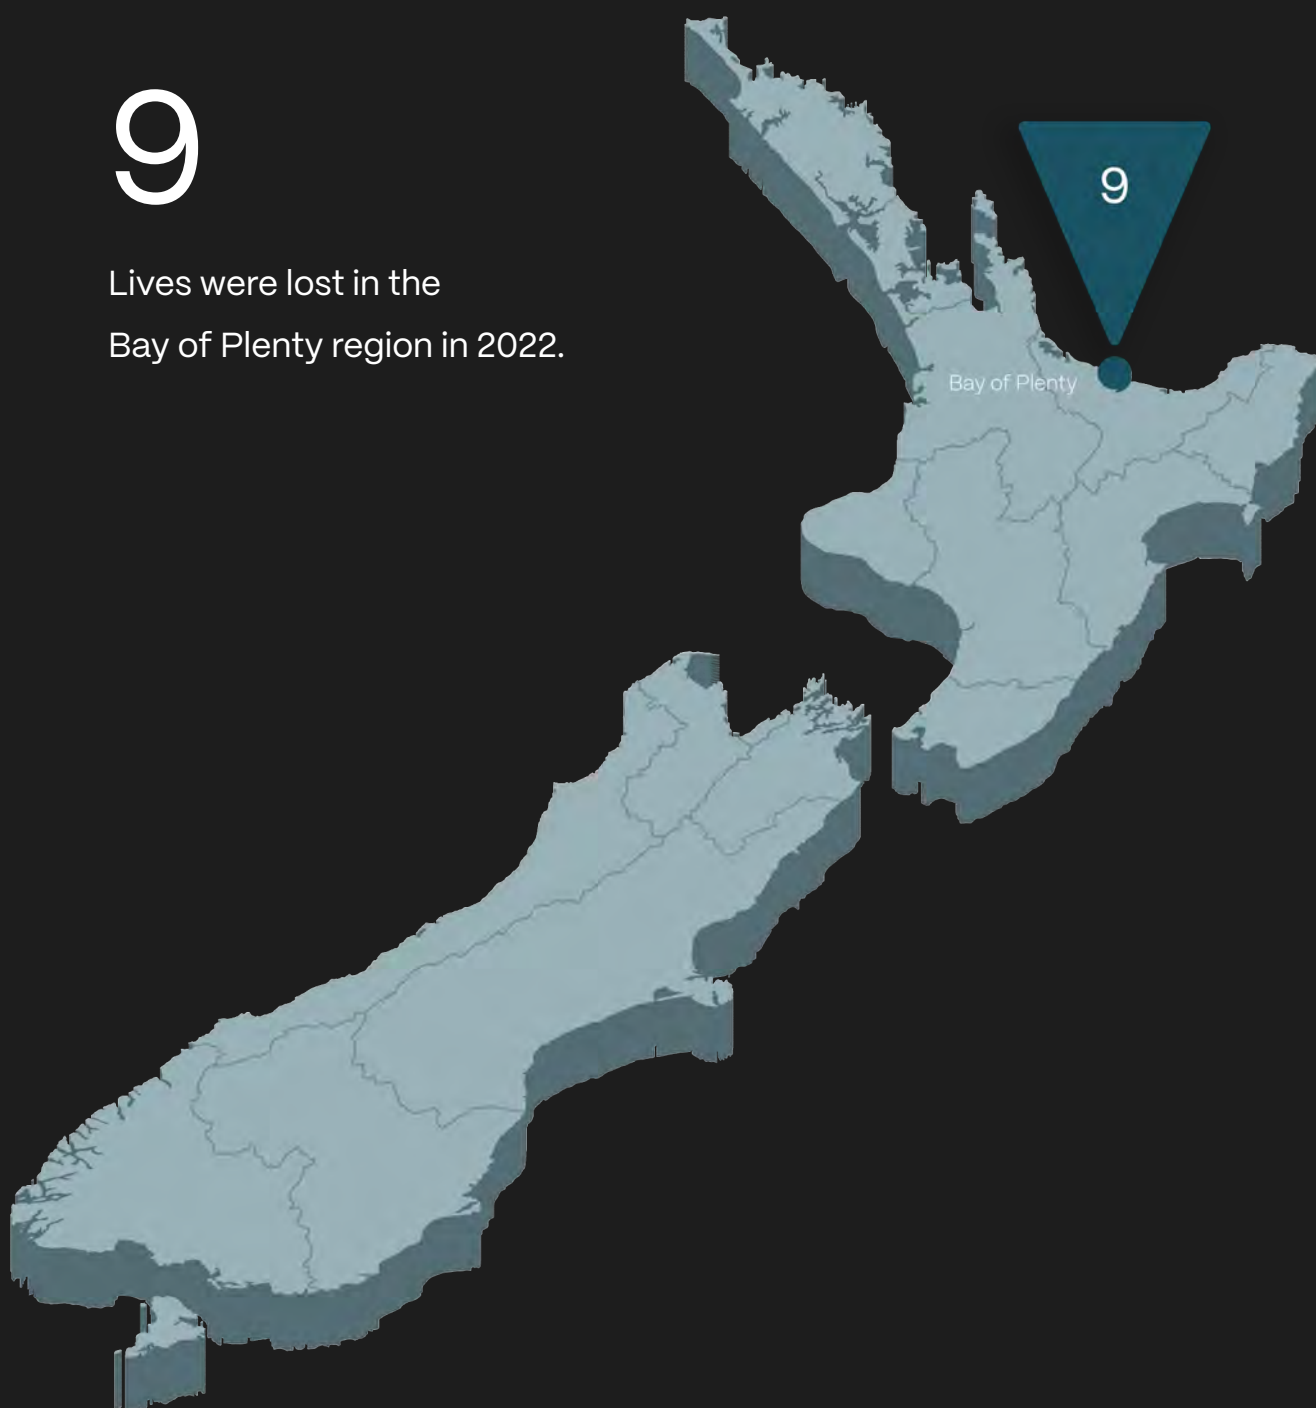 9
Lives were lost in the
Bay of Plenty region in 2022.
9
Bay of Plenty